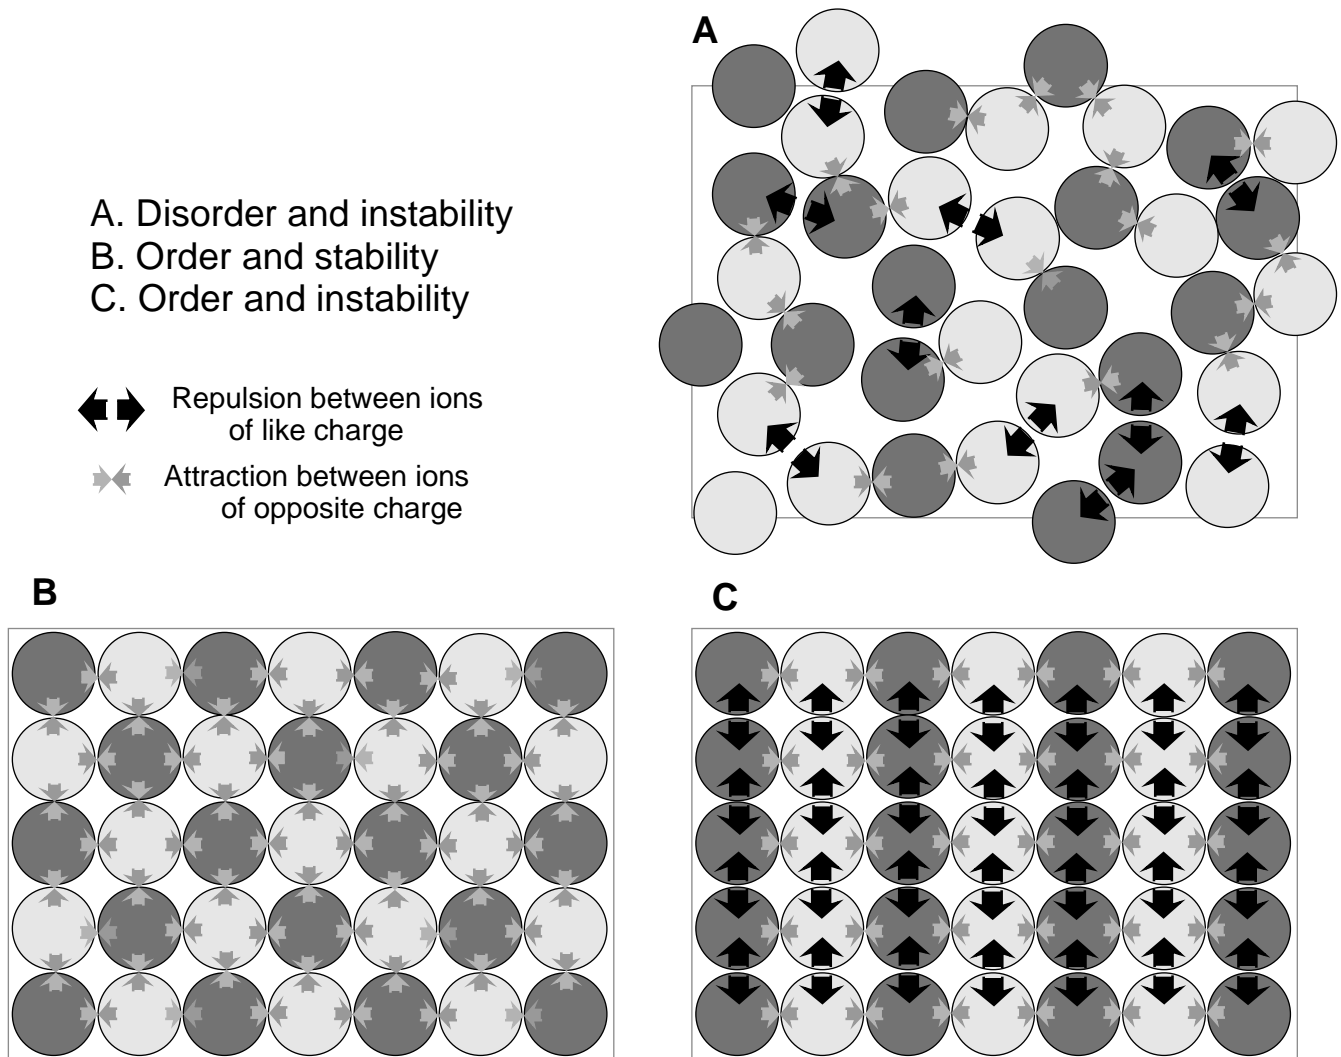 A
A. Disorder and instability
B. Order and stability
C. Order and instability
Repulsion between ions
of like charge
Attraction between ions
of opposite charge
B
C